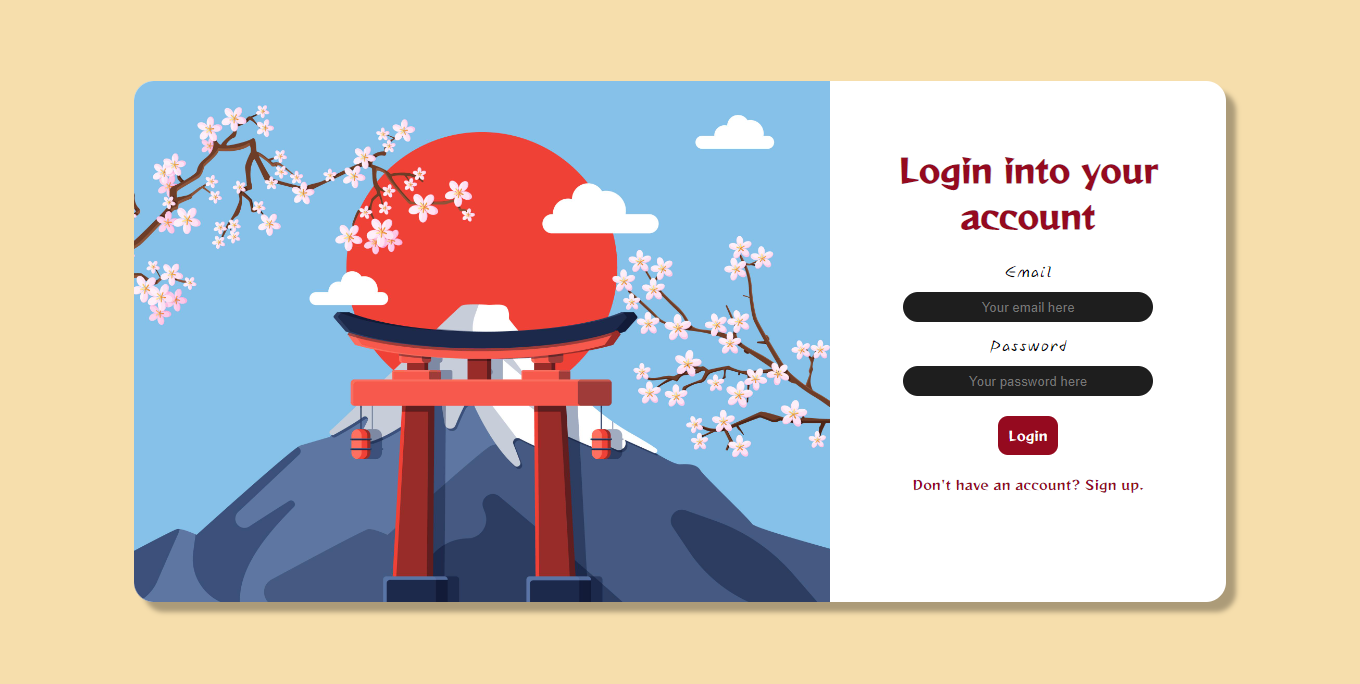 Login into your
account
Email
Your email here
Password
Your password here
Login
Don't have an account? Sign up.